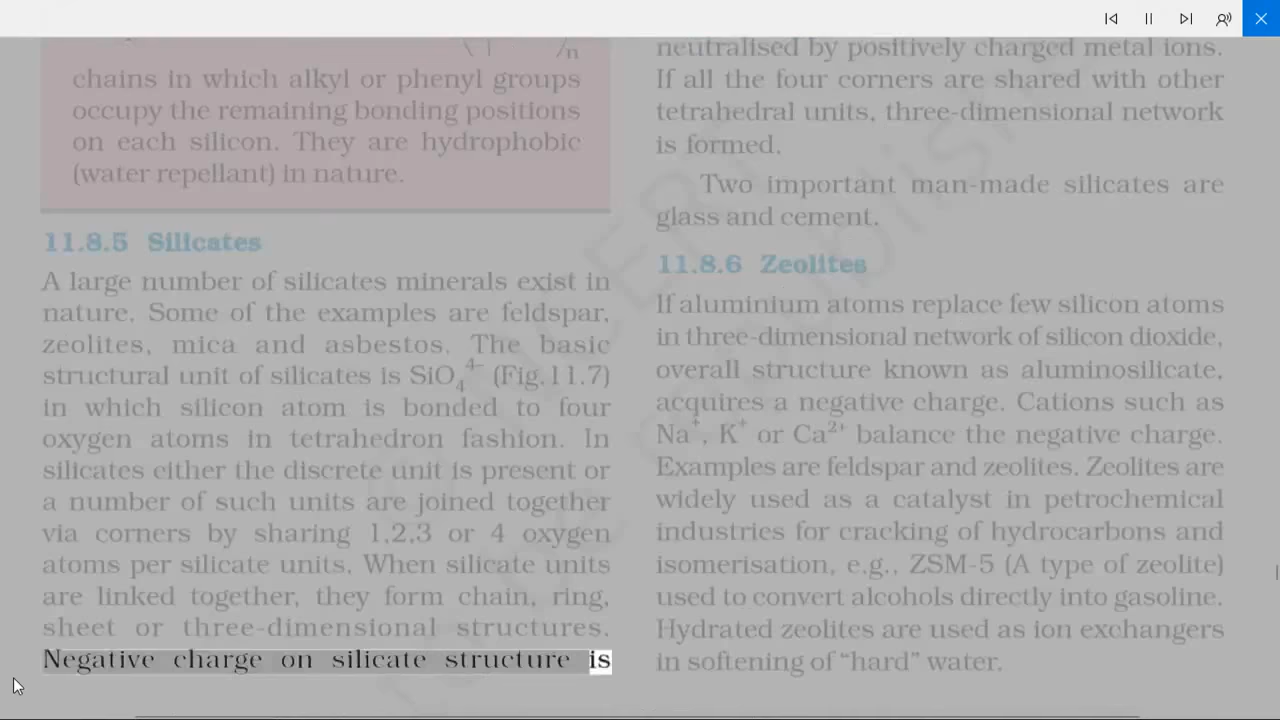 n
chains in which alkyl or phenyl groups
occupy the remaining bonding positions
on each silicon. They are hydrophobic
(water repellant) in nature.
11.8.5 Silicates
A large number of silicates minerals exist in
nature. Some of the examples are feldspar,
zeolites, mica and asbestos. The basic
structural unit of silicates is SiO₄⁴⁻ (Fig.11.7)
in which silicon atom is bonded to four
oxygen atoms in tetrahedron fashion. In
silicates either the discrete unit is present or
a number of such units are joined together
via corners by sharing 1,2,3 or 4 oxygen
atoms per silicate units. When silicate units
are linked together, they form chain, ring,
sheet or three-dimensional structures.
Negative charge on silicate structure is
neutralised by positively charged metal ions.
If all the four corners are shared with other
tetrahedral units, three-dimensional network
is formed.
Two important man-made silicates are
glass and cement.
11.8.6 Zeolites
If aluminium atoms replace few silicon atoms
in three-dimensional network of silicon dioxide,
overall structure known as aluminosilicate,
acquires a negative charge. Cations such as
Na⁺, K⁺ or Ca²⁺ balance the negative charge.
Examples are feldspar and zeolites. Zeolites are
widely used as a catalyst in petrochemical
industries for cracking of hydrocarbons and
isomerisation, e.g., ZSM-5 (A type of zeolite)
used to convert alcohols directly into gasoline.
Hydrated zeolites are used as ion exchangers
in softening of “hard” water.